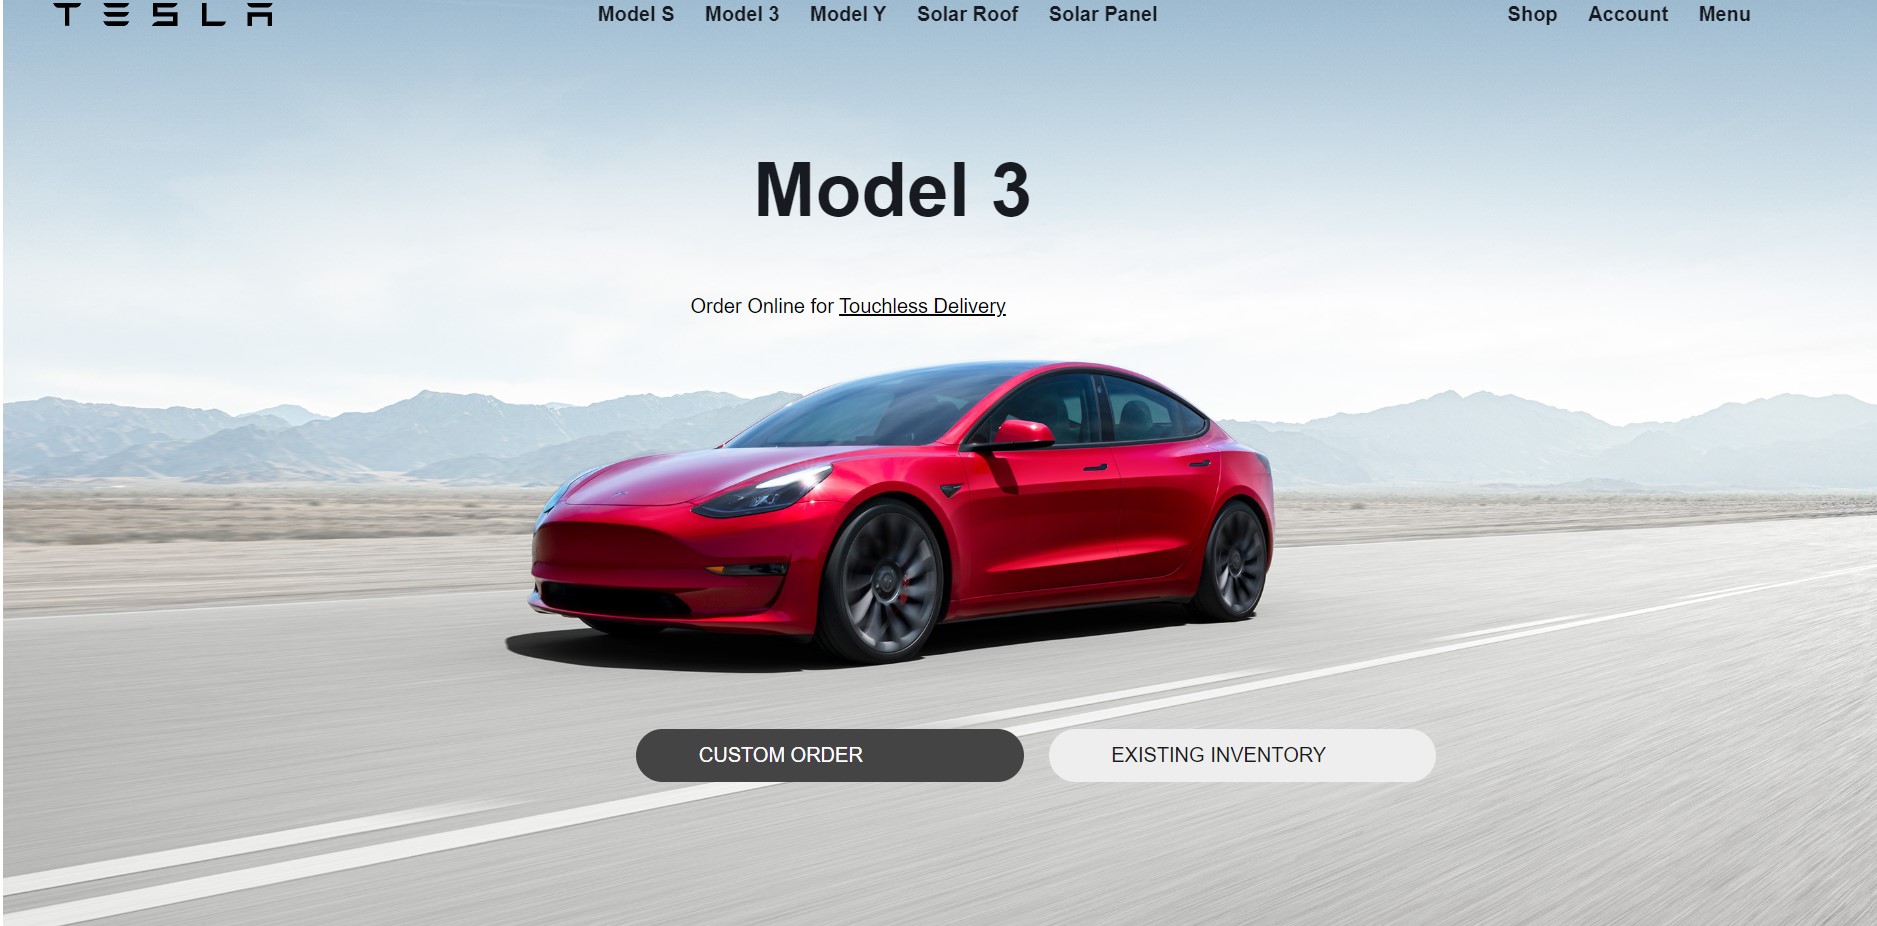 TESLA Model S Model 3 Model Y Solar Roof Solar Panel Shop Account Menu
Model 3
Order Online for Touchless Delivery
CUSTOM ORDER EXISTING INVENTORY